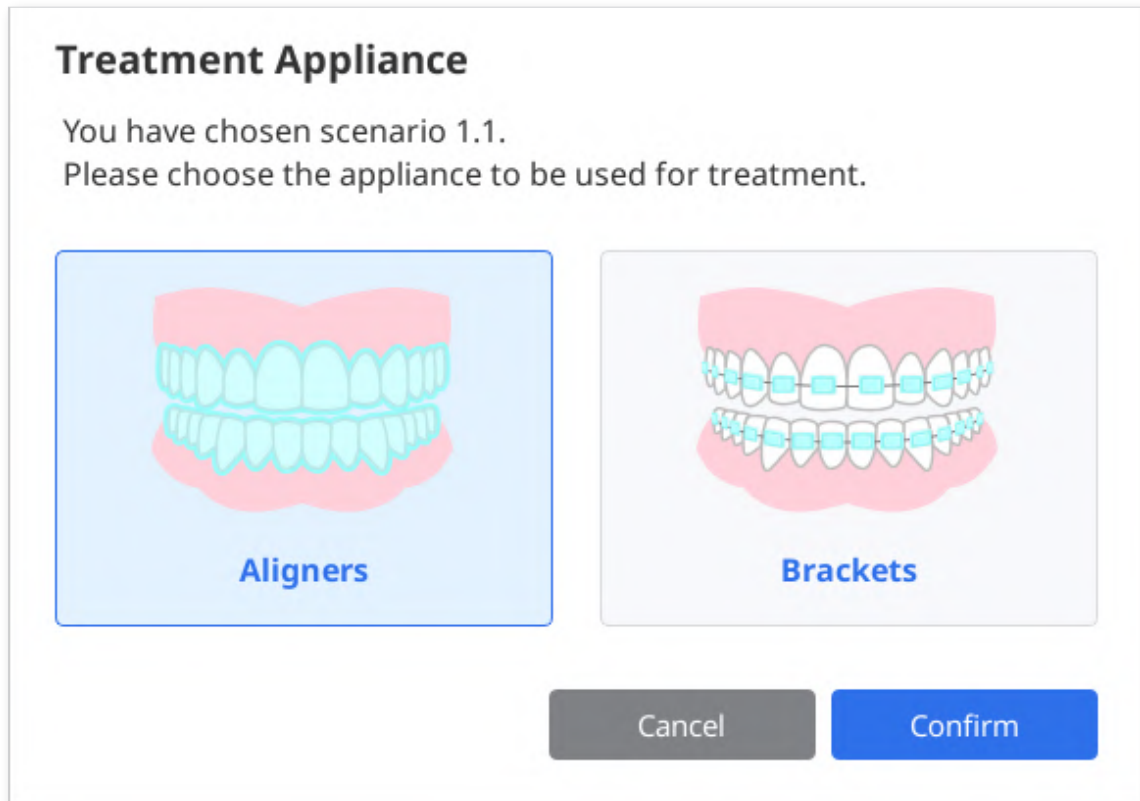 Treatment Appliance
You have chosen scenario 1.1.
Please choose the appliance to be used for treatment.
Aligners
Brackets
Cancel
Confirm